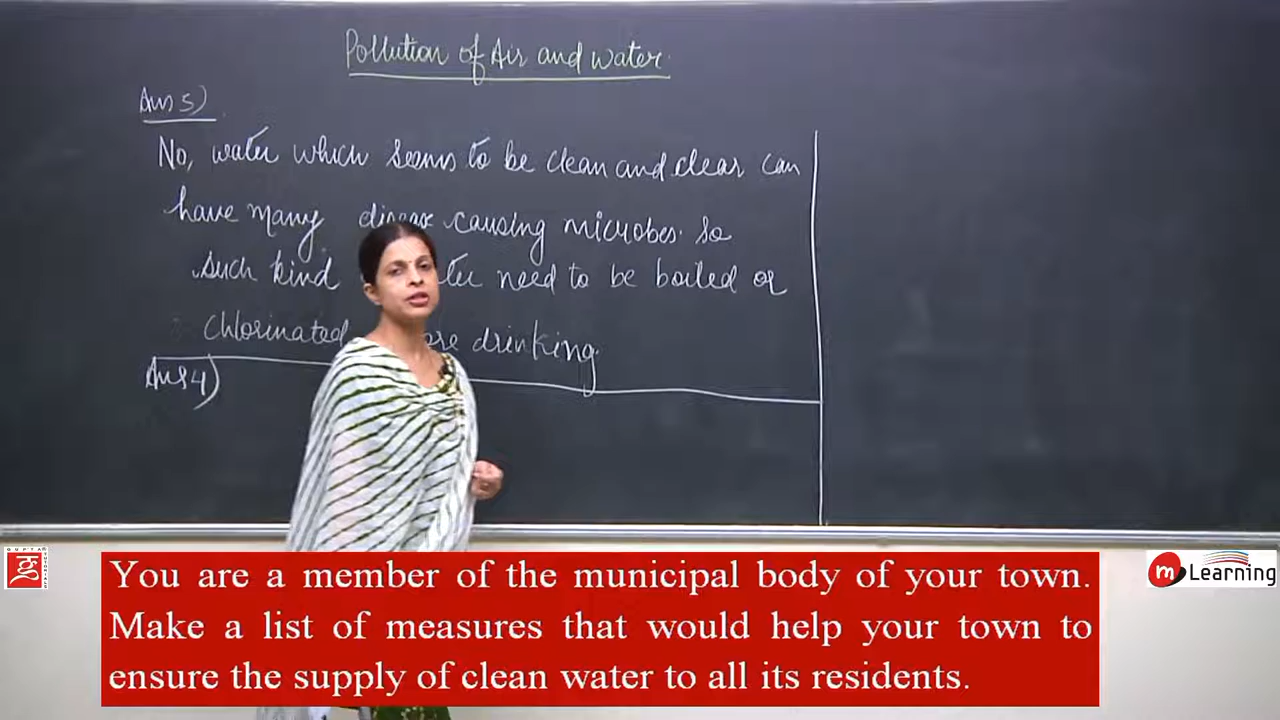 Pollution of Air and water.
Ans 5)
No, water which seems to be clean and clear can
have many disease causing microbes. So
such kind need to be boiled or
Chlorinated drinking.
Ans 4)
You are a member of the municipal body of your town.
Make a list of measures that would help your town to
ensure the supply of clean water to all its residents.
GUPTA TUTORIALS
m Learning